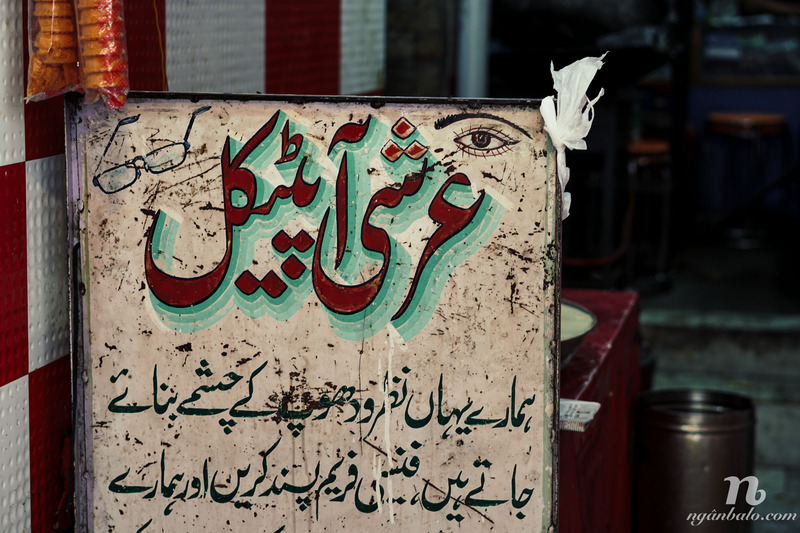 عرشی آپٹیکل
ہمارے یہاں نظر و دھوپ کے چشمے بنائے
جاتے ہیں، فینسی فریم پسند کریں اور ہمارے
n
ngânbalo.com